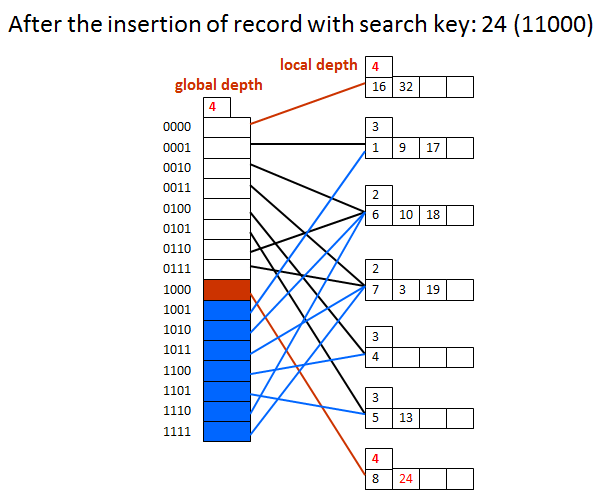 After the insertion of record with search key: 24 (11000)
local depth 4
16 32
global depth
4
0000
3
0001 1 9 17
0010
0011 2
0100 6 10 18
0101
0110
0111 2
1000 7 3 19
1001
1010 3
1011 4
1100
1101 3
1110 5 13
1111
4
8 24